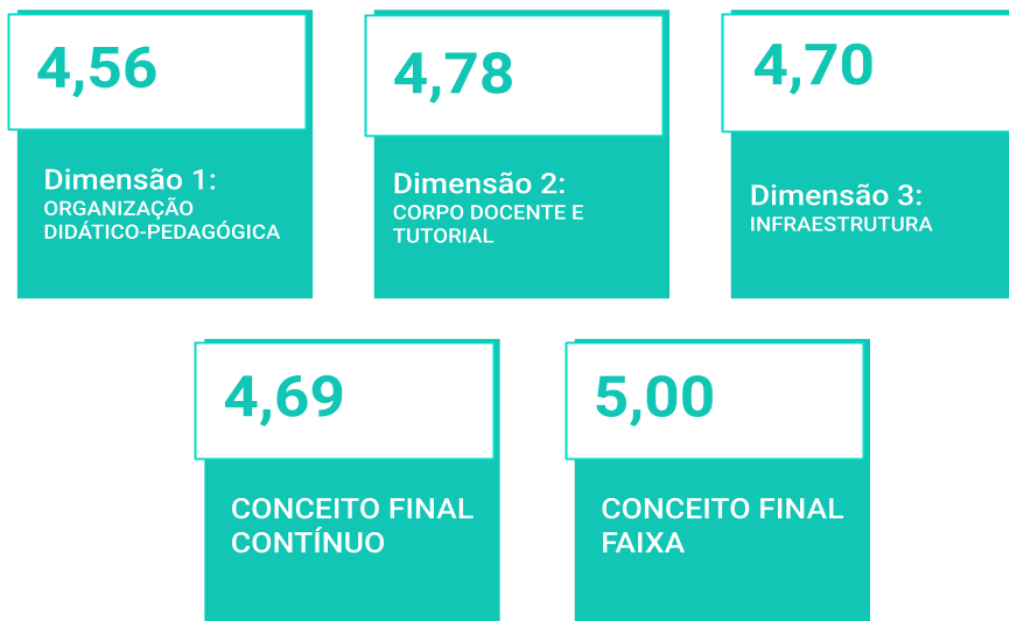 4,56
Dimensão 1:
ORGANIZAÇÃO
DIDÁTICO-PEDAGÓGICA
4,78
Dimensão 2:
CORPO DOCENTE E
TUTORIAL
4,70
Dimensão 3:
INFRAESTRUTURA
4,69
CONCEITO FINAL
CONTÍNUO
5,00
CONCEITO FINAL
FAIXA